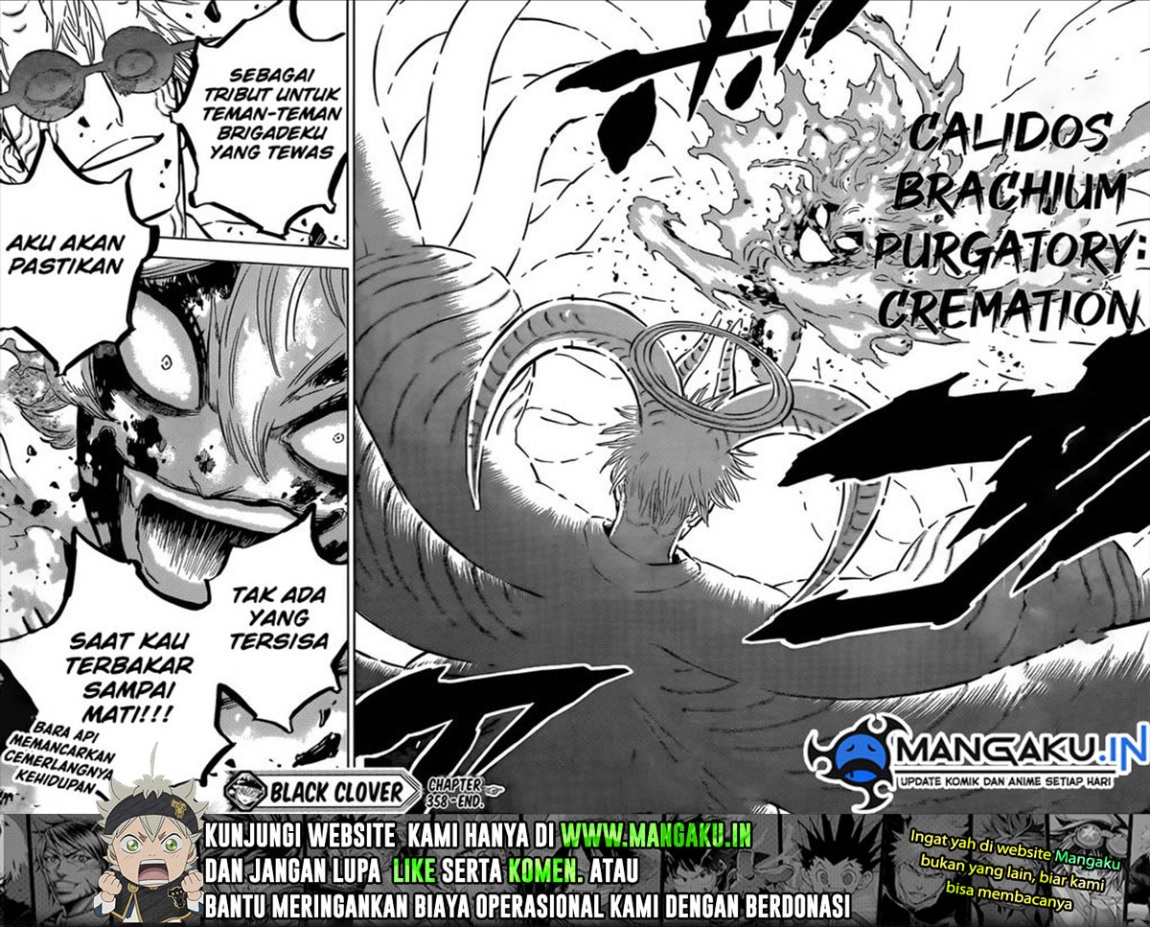 SEBAGAI
TRIBUT UNTUK
TEMAN-TEMAN
BRIGADEKU
YANG TEWAS
AKU AKAN
PASTIKAN
TAK ADA
YANG
TERSISA
SAAT KAU
TERBAKAR
SAMPAI
MATI!!!
BARA API
MEMANCARKAN
CEMERLANGNYA
KEHIDUPAN
CALIDOS
BRACHIUM
PURGATORY:
CREMATION
BLACK CLOVER
CHAPTER
358-END.
MANGAKU.IN
UPDATE KOMIK DAN ANIME SETIAP HARI
KUNJUNGI WEBSITE KAMI HANYA DI WWW.MANGAKU.IN
DAN JANGAN LUPA LIKE SERTA KOMEN. ATAU
BANTU MERINGANKAN BIAYA OPERASIONAL KAMI DENGAN BERDONASI
Ingat yah di website Mangaku
bukan yang lain, biar kami
bisa membacanya